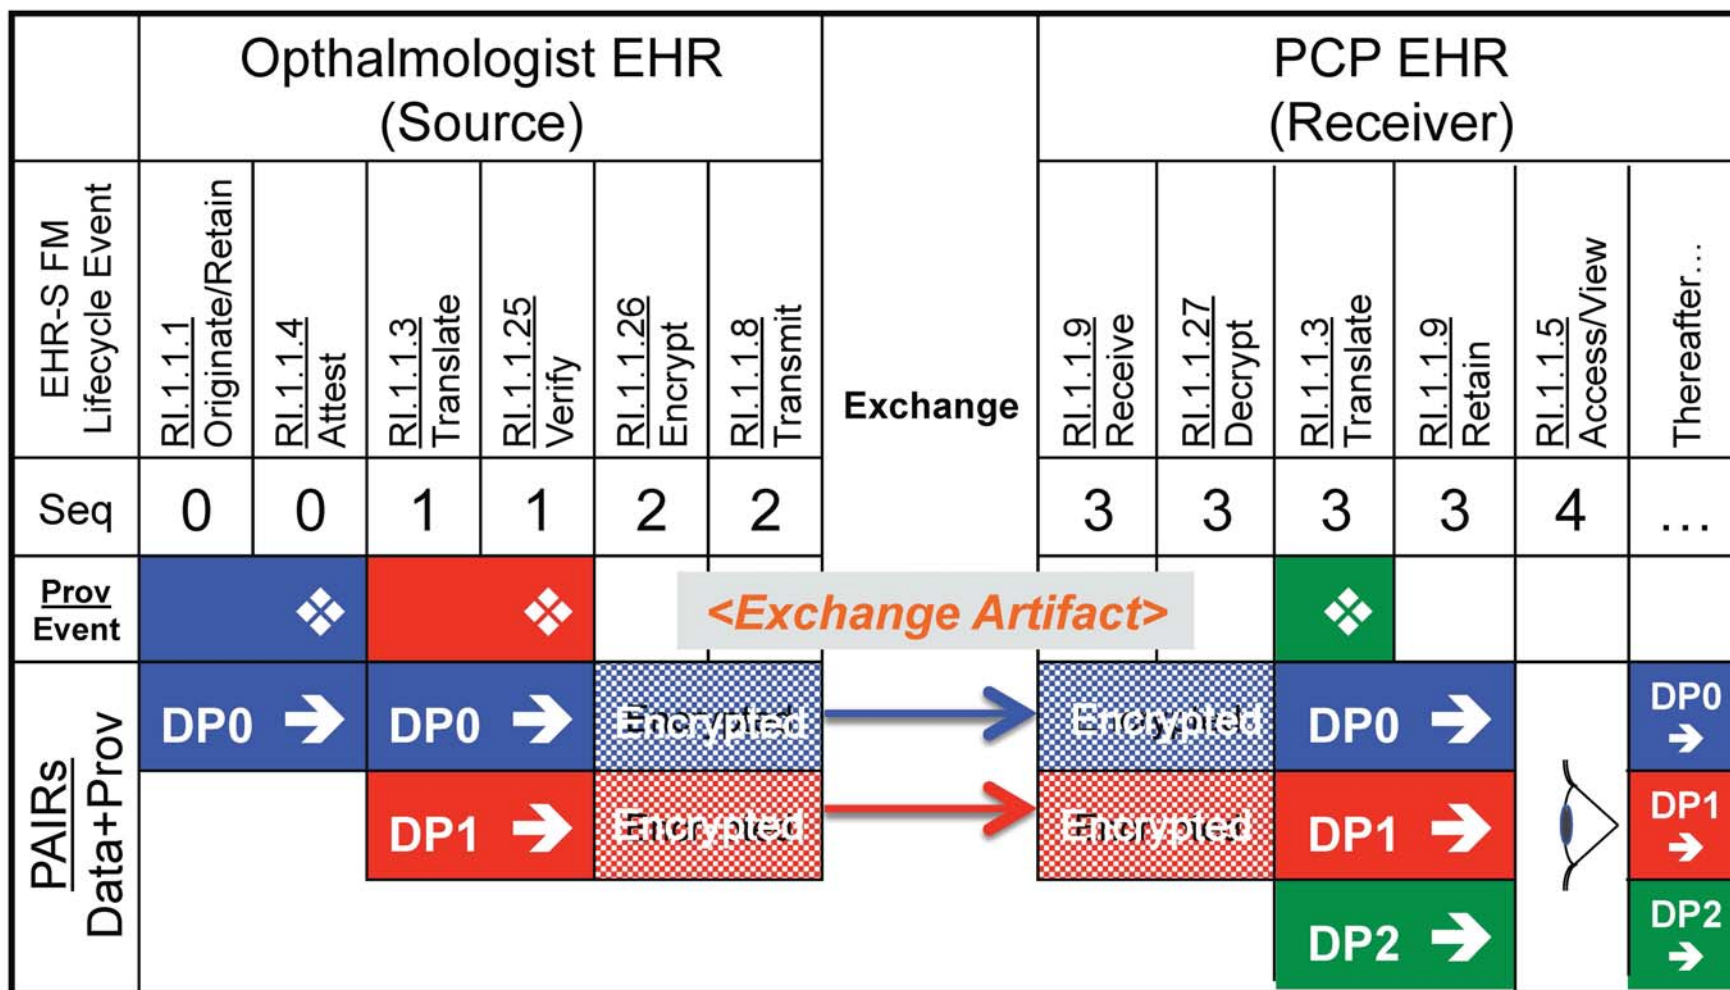 Opthalmologist EHR
(Source)
PCP EHR
(Receiver)
EHR-S FM
Lifecycle Event
RI.1.1.1
Originate/Retain
RI.1.1.4
Attest
RI.1.1.3
Translate
RI.1.1.25
Verify
RI.1.1.26
Encrypt
RI.1.1.8
Transmit
Exchange
RI.1.1.9
Receive
RI.1.1.27
Decrypt
RI.1.1.3
Translate
RI.1.1.9
Retain
RI.1.1.5
Access/View
Thereafter...
Seq 0 0 1 1 2 2 3 3 3 3 4 ...
Prov
Event
<Exchange Artifact>
PAIRs
Data+Prov
DP0 DP0 Encrypted Encrypted DP0 DP0
DP1 Encrypted Encrypted DP1 DP1
DP2 DP2